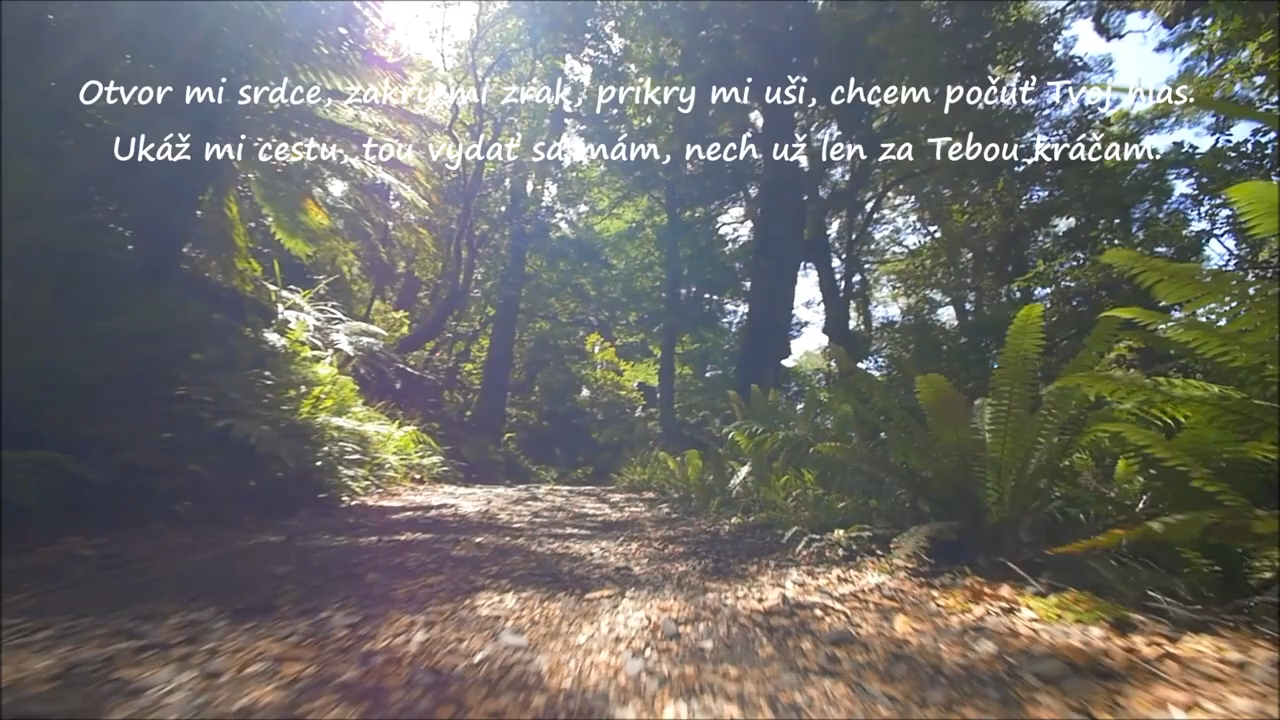 Otvor mi srdce, zakry mi zrak, prikry mi uši, chcem počuť Tvoj hlas.
Ukáž mi cestu, tou vydať sa mám, nech už len za Tebou kráčam.